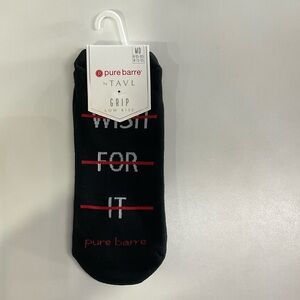 MD
pure barre
by TAVI
+
GRIP
LOW RISE
WISH
FOR
IT
pure barre